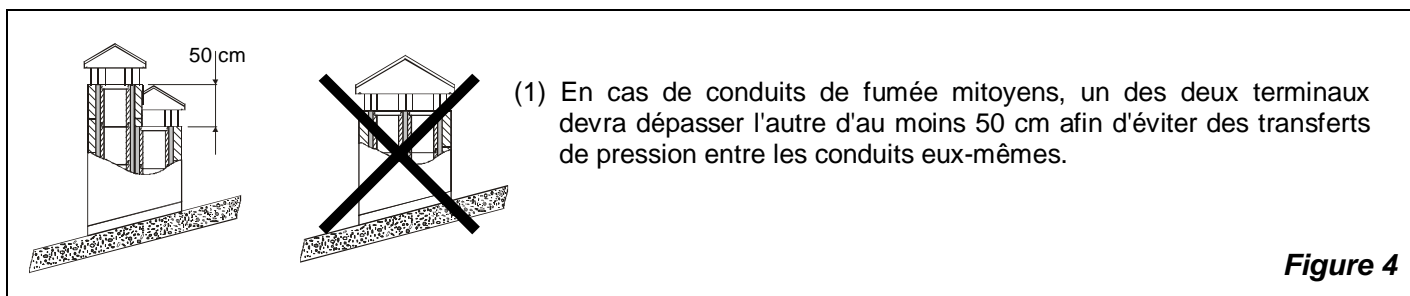 50 cm
(1) En cas de conduits de fumée mitoyens, un des deux terminaux
devra dépasser l'autre d'au moins 50 cm afin d'éviter des transferts
de pression entre les conduits eux-mêmes.
Figure 4